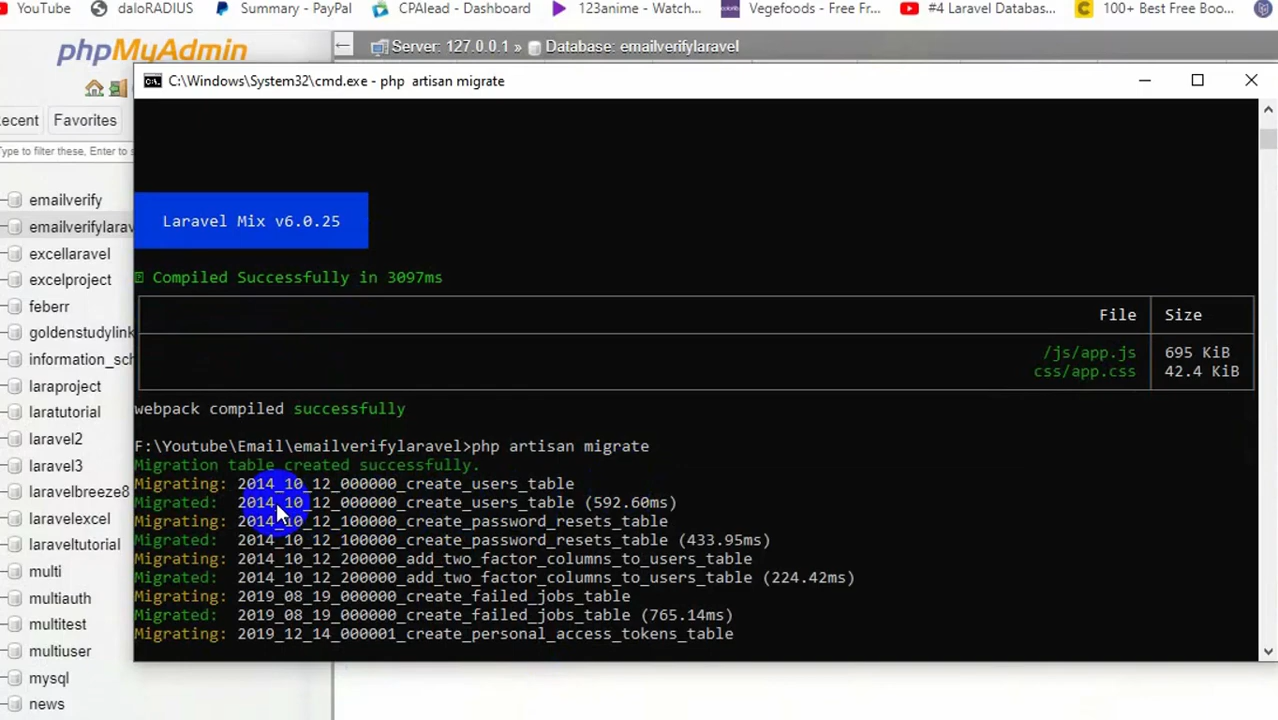 YouTube daloRADIUS Summary - PayPal CPAlead - Dashboard 123anime - Watch... Vegefoods - Free Fr... #4 Laravel Databas... 100+ Best Free Boo...
phpMyAdmin
Server: 127.0.0.1 » Database: emailverifylaravel
C:\Windows\System32\cmd.exe - php artisan migrate
ecent Favorites
Type to filter these, Enter to s
emailverify
emailverifylarav
excellaravel
excelproject
feberr
goldenstudylink
information_sch
laraproject
laratutorial
laravel2
laravel3
laravelbreeze8
laravelexcel
laraveltutorial
multi
multiauth
multitest
multiuser
mysql
news
Laravel Mix v6.0.25
Compiled Successfully in 3097ms
File Size
/js/app.js 695 KiB
css/app.css 42.4 KiB
webpack compiled successfully
F:\Youtube\Email\emailverifylaravel>php artisan migrate
Migration table created successfully.
Migrating: 2014_10_12_000000_create_users_table
Migrated: 2014_10_12_000000_create_users_table (592.60ms)
Migrating: 2014_10_12_100000_create_password_resets_table
Migrated: 2014_10_12_100000_create_password_resets_table (433.95ms)
Migrating: 2014_10_12_200000_add_two_factor_columns_to_users_table
Migrated: 2014_10_12_200000_add_two_factor_columns_to_users_table (224.42ms)
Migrating: 2019_08_19_000000_create_failed_jobs_table
Migrated: 2019_08_19_000000_create_failed_jobs_table (765.14ms)
Migrating: 2019_12_14_000001_create_personal_access_tokens_table